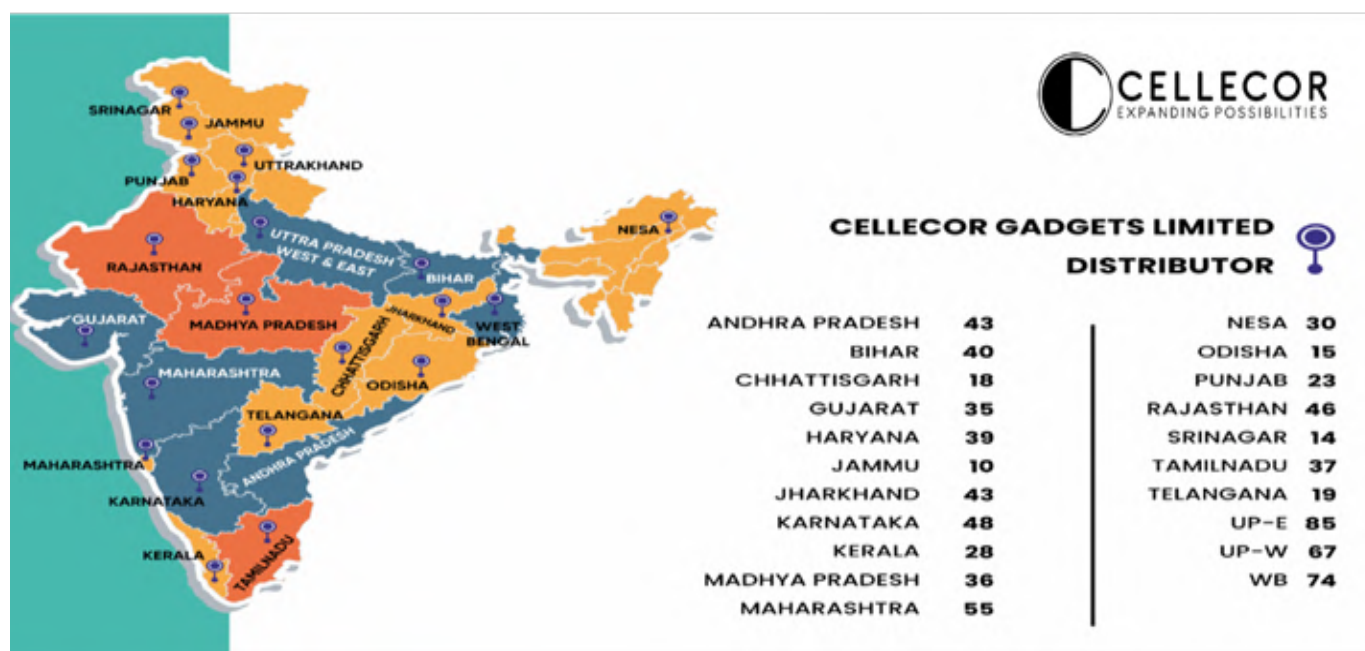 SRINAGAR
JAMMU
UTTRAKHAND
PUNJAB
HARYANA
RAJASTHAN
UTTRA PRADESH
WEST & EAST
BIHAR
NESA
GUJARAT
MADHYA PRADESH
JHARKHAND
WEST
BENGAL
CHHATTISGARH
ODISHA
MAHARASHTRA
TELANGANA
ANDHRA PRADESH
MAHARASHTRA
KARNATAKA
KERALA
TAMILNADU
CELLECOR
EXPANDING POSSIBILITIES
CELLECOR GADGETS LIMITED
DISTRIBUTOR
ANDHRA PRADESH 43
BIHAR 40
CHHATTISGARH 18
GUJARAT 35
HARYANA 39
JAMMU 10
JHARKHAND 43
KARNATAKA 48
KERALA 28
MADHYA PRADESH 36
MAHARASHTRA 55
NESA 30
ODISHA 15
PUNJAB 23
RAJASTHAN 46
SRINAGAR 14
TAMILNADU 37
TELANGANA 19
UP-E 85
UP-W 67
WB 74